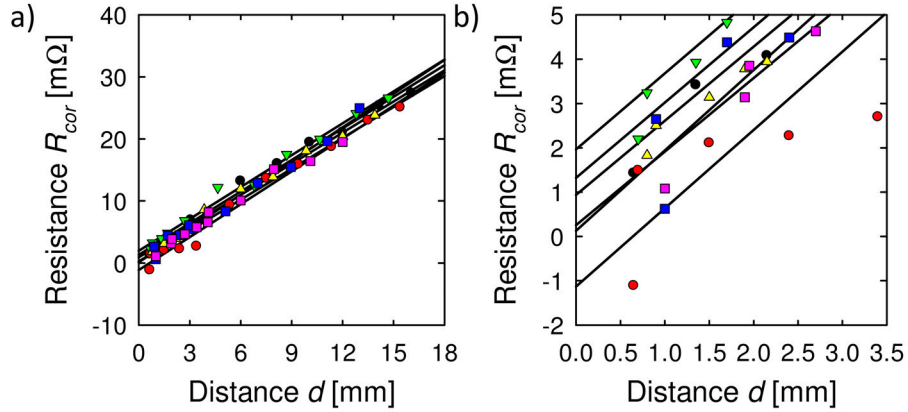 a)
Resistance R_cor [mΩ]
40
30
20
10
0
-10
0 3 6 9 12 15 18
Distance d [mm]
b)
Resistance R_cor [mΩ]
5
4
3
2
1
0
-1
-2
0.0 0.5 1.0 1.5 2.0 2.5 3.0 3.5
Distance d [mm]